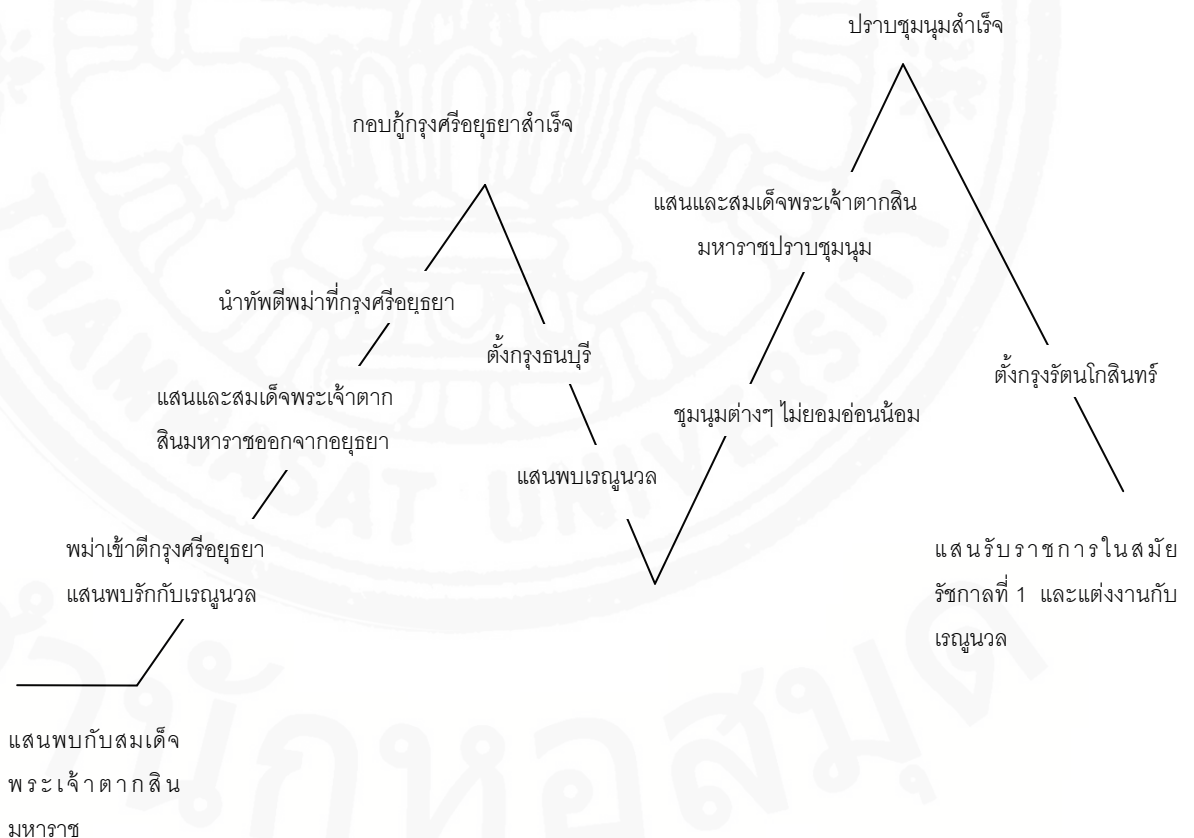 ปราบชุมนุมสำเร็จ
กอบกู้กรุงศรีอยุธยาสำเร็จ
แสนและสมเด็จพระเจ้าตากสิน
มหาราชปราบชุมนุม
นำทัพตีพม่าที่กรุงศรีอยุธยา
ตั้งกรุงธนบุรี
ตั้งกรุงรัตนโกสินทร์
แสนและสมเด็จพระเจ้าตาก
สินมหาราชออกจากอยุธยา
ชุมนุมต่างๆ ไม่ยอมอ่อนน้อม
แสนพบเรณูนวล
พม่าเข้าตีกรุงศรีอยุธยา
แสนพบรักกับเรณูนวล
แสนรับราชการในสมัย
รัชกาลที่ 1 และแต่งงานกับ
เรณูนวล
แสนพบกับสมเด็จ
พระเจ้าตากสิน
มหาราช
THAMMASAT UNIVERSITY
สำนักหอสมุด